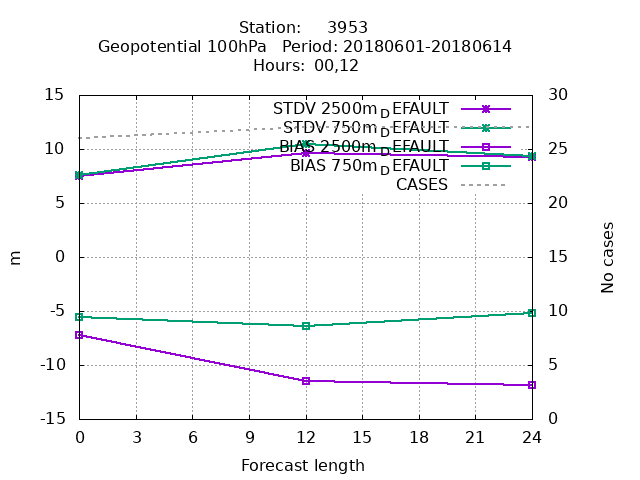 Station: 3953
Geopotential 100hPa Period: 20180601-20180614
Hours: 00,12
15 30
STDV 2500m_DEFAULT
STDV 750m_DEFAULT
10 25
BIAS 2500m_DEFAULT
BIAS 750m_DEFAULT
CASES
5 20
0 15
m
No cases
-5 10
-10 5
-15 0
0 3 6 9 12 15 18 21 24
Forecast length